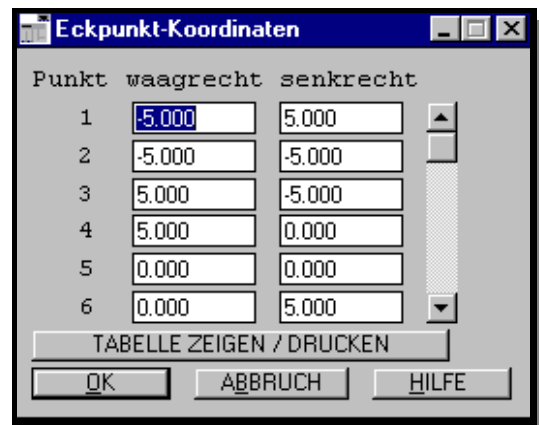 Eckpunkt-Koordinaten
Punkt waagrecht senkrecht
1 -5.000 5.000
2 -5.000 -5.000
3 5.000 -5.000
4 5.000 0.000
5 0.000 0.000
6 0.000 5.000
TABELLE ZEIGEN / DRUCKEN
OK ABBRUCH HILFE